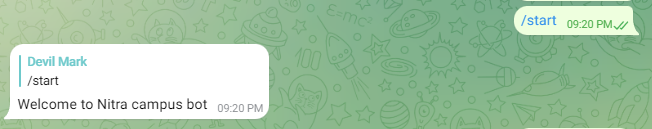 /start 09:20 PM
Devil Mark
/start
Welcome to Nitra campus bot 09:20 PM